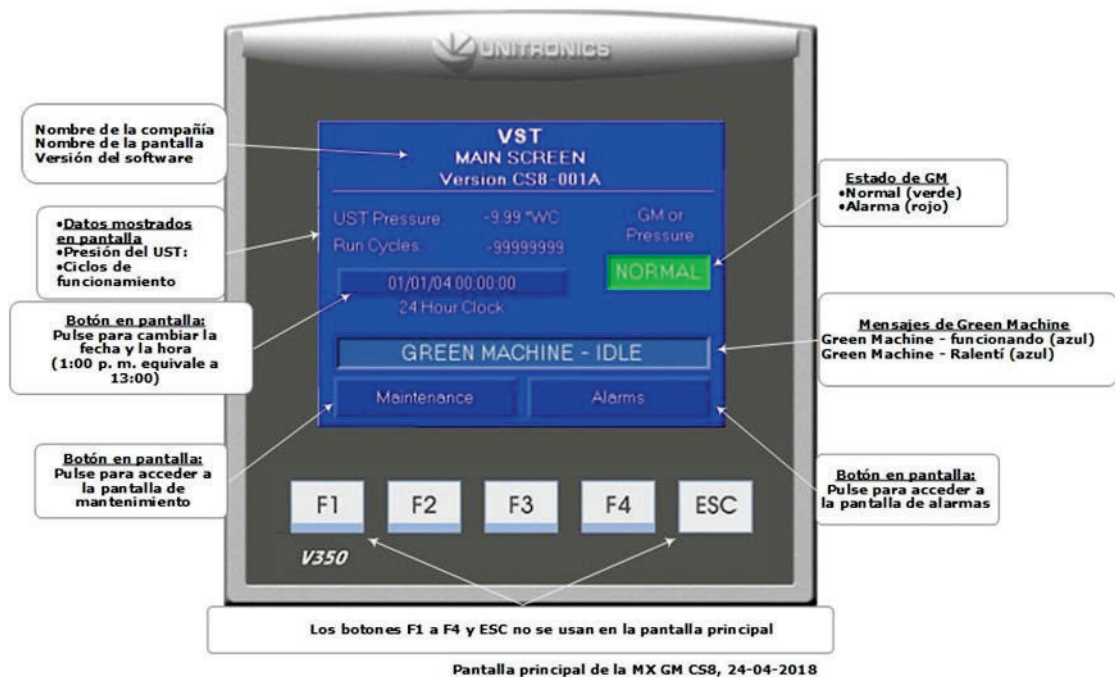 UNITRONICS
Nombre de la compañía
Nombre de la pantalla
Versión del software
VST
MAIN SCREEN
Version CS8-001A
Estado de GM
•Normal (verde)
•Alarma (rojo)
•Datos mostrados
en pantalla
•Presión del UST:
•Ciclos de
funcionamiento
UST Pressure: -9.99 "WC
Run Cycles: -99999999
GM or
Pressure
NORMAL
01/01/04 00:00:00
24 Hour Clock
Botón en pantalla:
Pulse para cambiar la
fecha y la hora
(1:00 p. m. equivale a
13:00)
Mensajes de Green Machine
Green Machine - funcionando (azul)
Green Machine - Ralentí (azul)
GREEN MACHINE - IDLE
Maintenance
Alarms
Botón en pantalla:
Pulse para acceder a
la pantalla de
mantenimiento
Botón en pantalla:
Pulse para acceder a
la pantalla de alarmas
F1
F2
F3
F4
ESC
V350
Los botones F1 a F4 y ESC no se usan en la pantalla principal
Pantalla principal de la MX GM CS8, 24-04-2018